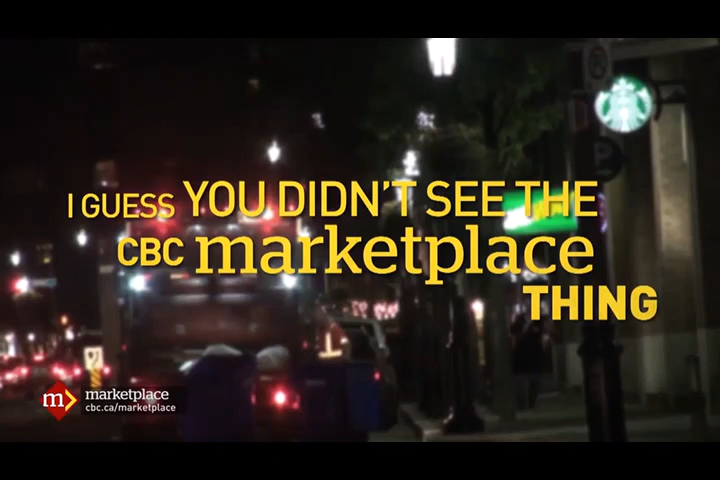 I GUESS YOU DIDN'T SEE THE
CBC marketplace
THING
m marketplace
cbc.ca/marketplace
P